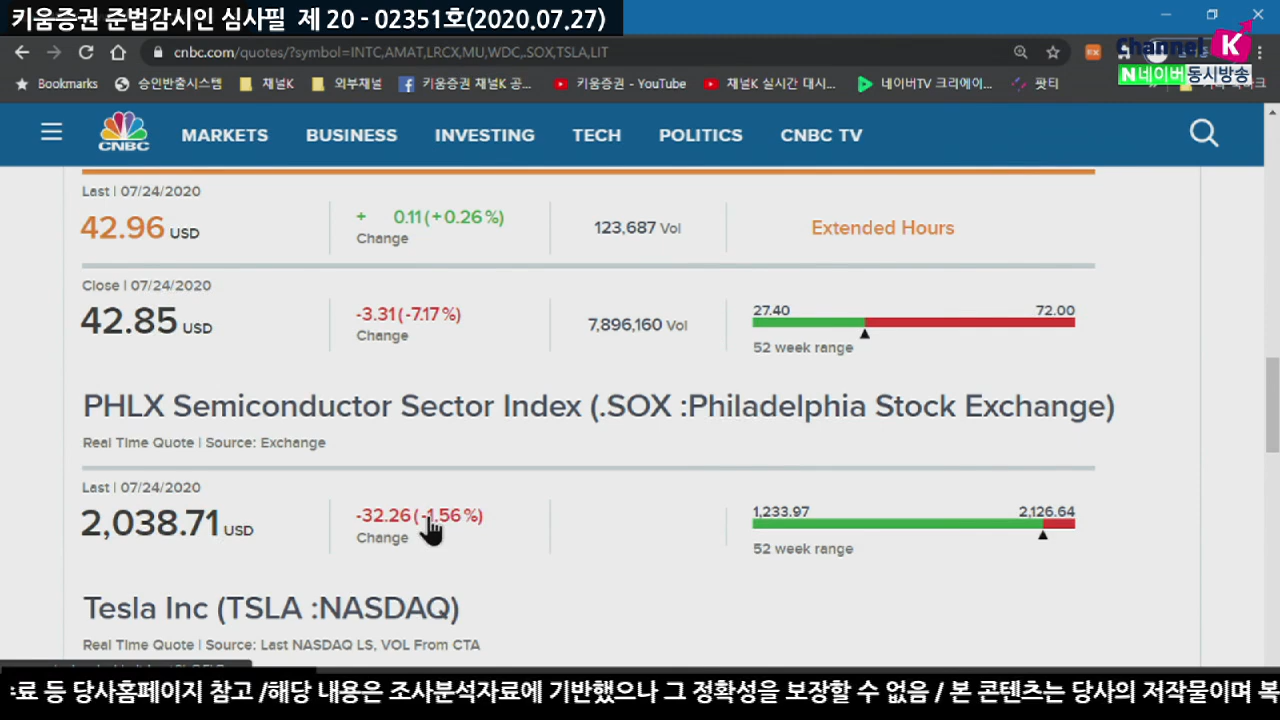 키움증권 준법감시인 심사필 제 20 - 02351호(2020.07.27)
cnbc.com/quotes/?symbol=INTC,AMAT,LRCX,MU,WDC,.SOX,TSLA,LIT
Channel K
Bookmarks 승인반출시스템 채널K 외부채널 키움증권 채널K 공... 키움증권 - YouTube 채널K 실시간 대시... 네이버TV 크리에이... 팟티
N네이버 동시방송
CNBC MARKETS BUSINESS INVESTING TECH POLITICS CNBC TV
Last | 07/24/2020
42.96 USD + 0.11 (+0.26%) Change 123,687 Vol Extended Hours
Close | 07/24/2020
42.85 USD -3.31 (-7.17%) Change 7,896,160 Vol 27.40 72.00
52 week range
PHLX Semiconductor Sector Index (.SOX :Philadelphia Stock Exchange)
Real Time Quote | Source: Exchange
Last | 07/24/2020
2,038.71 USD -32.26 (-1.56%) Change 1,233.97 2,126.64
52 week range
Tesla Inc (TSLA :NASDAQ)
Real Time Quote | Source: Last NASDAQ LS, VOL From CTA
등 당사홈페이지 참고 /해당 내용은 조사분석자료에 기반했으나 그 정확성을 보장할 수 없음 / 본 콘텐츠는 당사의 저작물이며